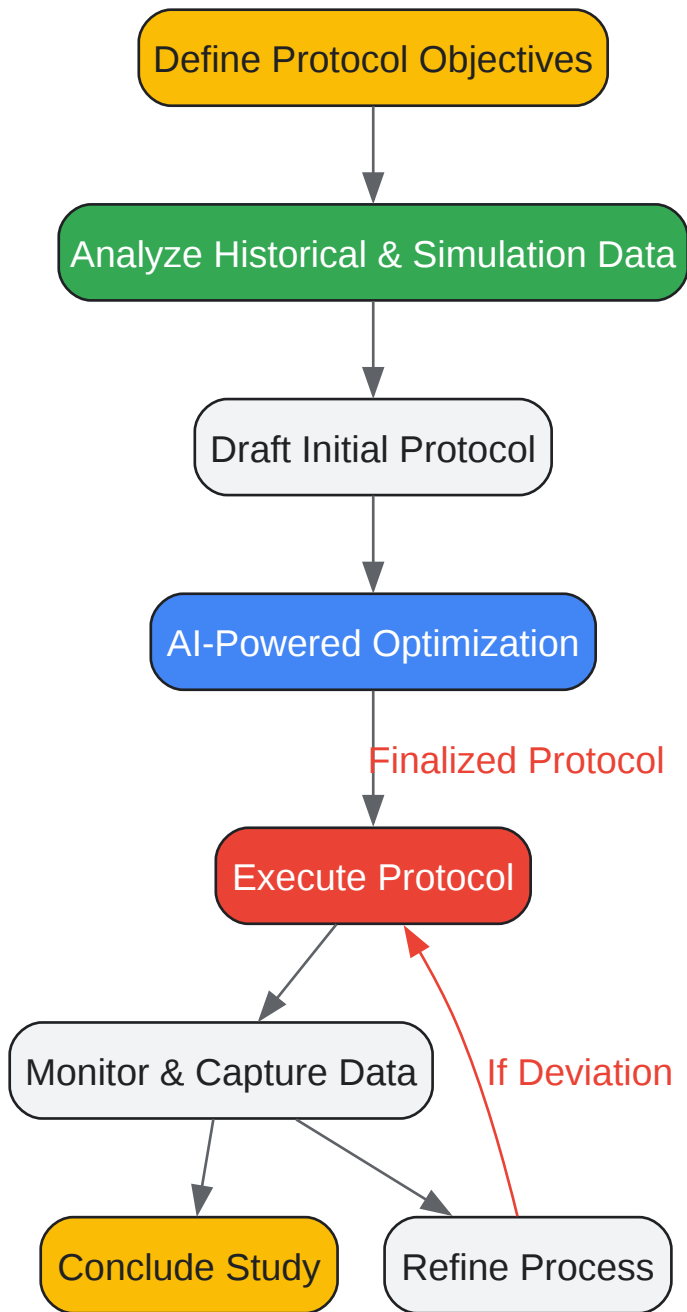 Define Protocol Objectives
Analyze Historical & Simulation Data
Draft Initial Protocol
AI-Powered Optimization
Finalized Protocol
Execute Protocol
Monitor & Capture Data
If Deviation
Conclude Study
Refine Process